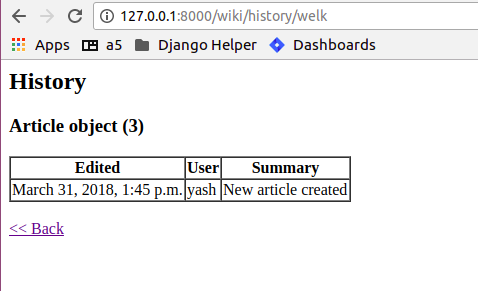 127.0.0.1:8000/wiki/history/welk
Apps a5 Django Helper Dashboards
History
Article object (3)
Edited User Summary
March 31, 2018, 1:45 p.m. yash New article created
<< Back